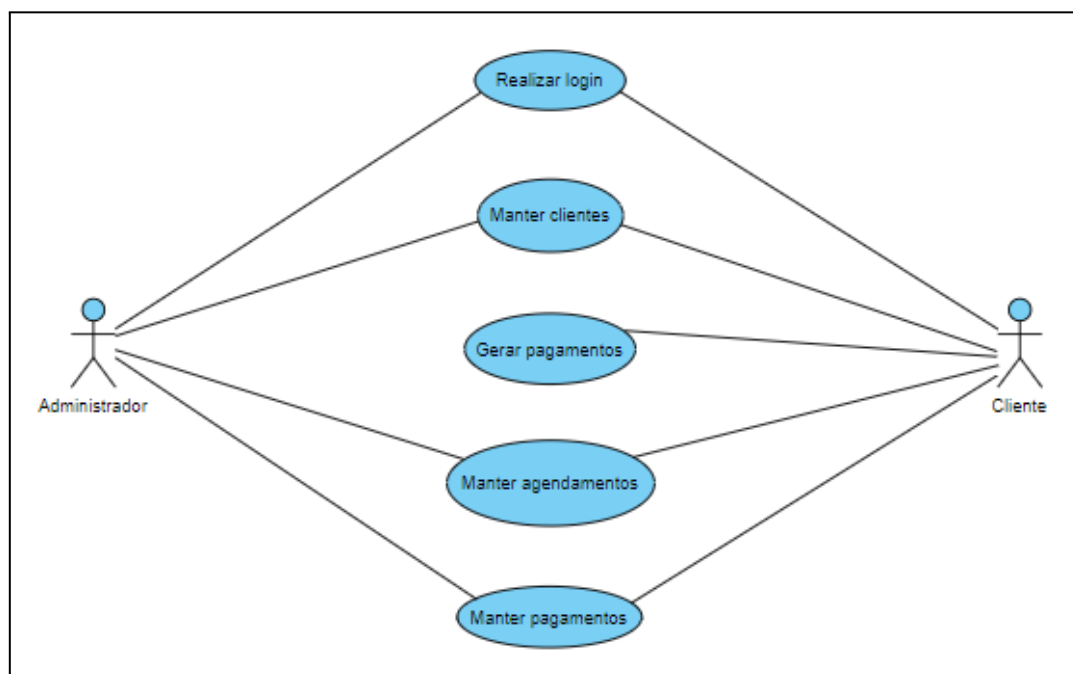 Realizar login
Manter clientes
Gerar pagamentos
Administrador
Cliente
Manter agendamentos
Manter pagamentos